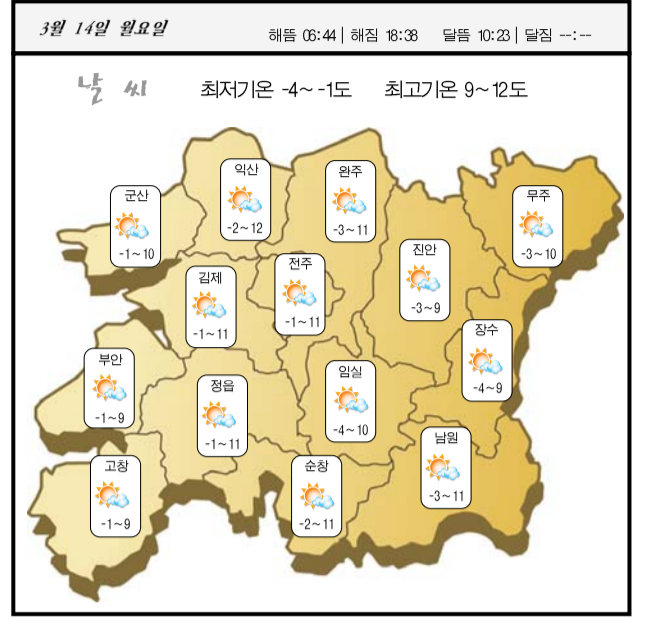 3월 14일 월요일
해뜸 06:44 | 해짐 18:38 달뜸 10:23 | 달짐 --:--
날 씨
최저기온 -4~ -1도 최고기온 9~12도
익산
-2~12
완주
-3~11
군산
-1~10
무주
-3~10
진안
-3~9
전주
-1~11
김제
-1~11
장수
-4~9
부안
-1~9
임실
-4~10
정읍
-1~11
남원
-3~11
고창
-1~9
순창
-2~11